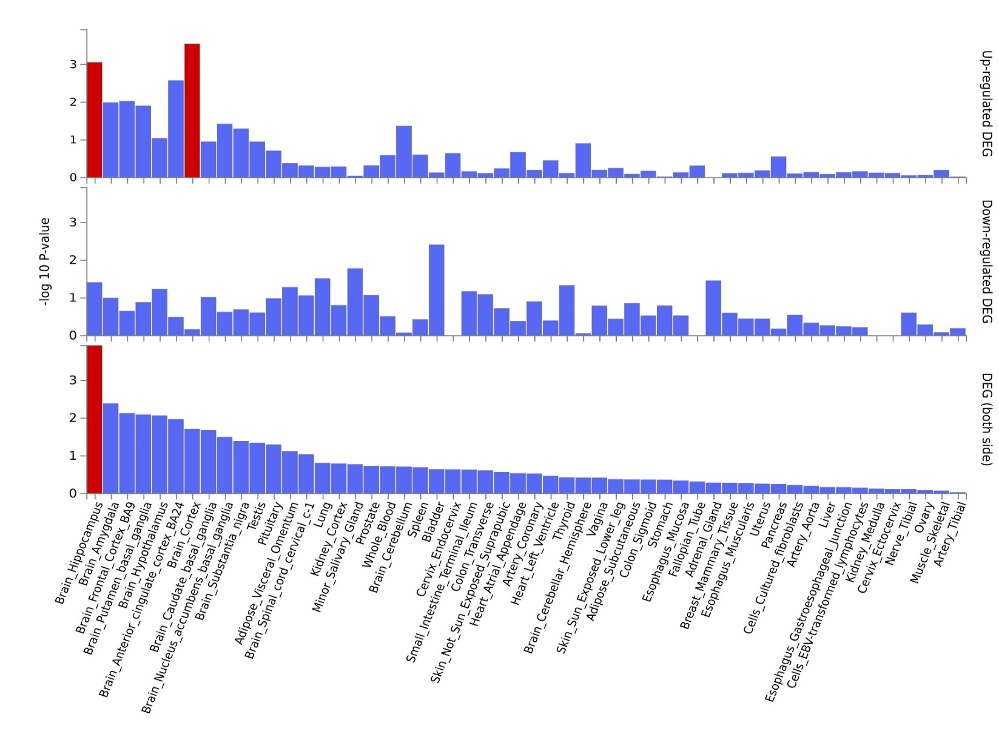 3
2
1
0
Up-regulated DEG
3
2
1
0
Down-regulated DEG
-log 10 P-value
3
2
1
0
DEG (both side)
Brain_Hippocampus
Brain_Amygdala
Brain_Frontal_Cortex_BA9
Brain_Putamen_basal_ganglia
Brain_Hypothalamus
Brain_Anterior_cingulate_cortex_BA24
Brain_Cortex
Brain_Caudate_basal_ganglia
Brain_Nucleus_accumbens_basal_ganglia
Brain_Substantia_nigra
Testis
Pituitary
Adipose_Visceral_Omentum
Brain_Spinal_cord_cervical_c-1
Lung
Kidney_Cortex
Minor_Salivary_Gland
Prostate
Whole_Blood
Brain_Cerebellum
Spleen
Bladder
Cervix_Endocervix
Small_Intestine_Terminal_Ileum
Colon_Transverse
Skin_Not_Sun_Exposed_Suprapubic
Heart_Atrial_Appendage
Artery_Coronary
Heart_Left_Ventricle
Thyroid
Brain_Cerebellar_Hemisphere
Vagina
Skin_Sun_Exposed_Lower_leg
Adipose_Subcutaneous
Colon_Sigmoid
Stomach
Esophagus_Mucosa
Fallopian_Tube
Adrenal_Gland
Breast_Mammary_Tissue
Esophagus_Muscularis
Uterus
Pancreas
Cells_Cultured_fibroblasts
Artery_Aorta
Liver
Esophagus_Gastroesophageal_Junction
Cells_EBV-transformed_lymphocytes
Kidney_Medulla
Cervix_Ectocervix
Nerve_Tibial
Ovary
Muscle_Skeletal
Artery_Tibial